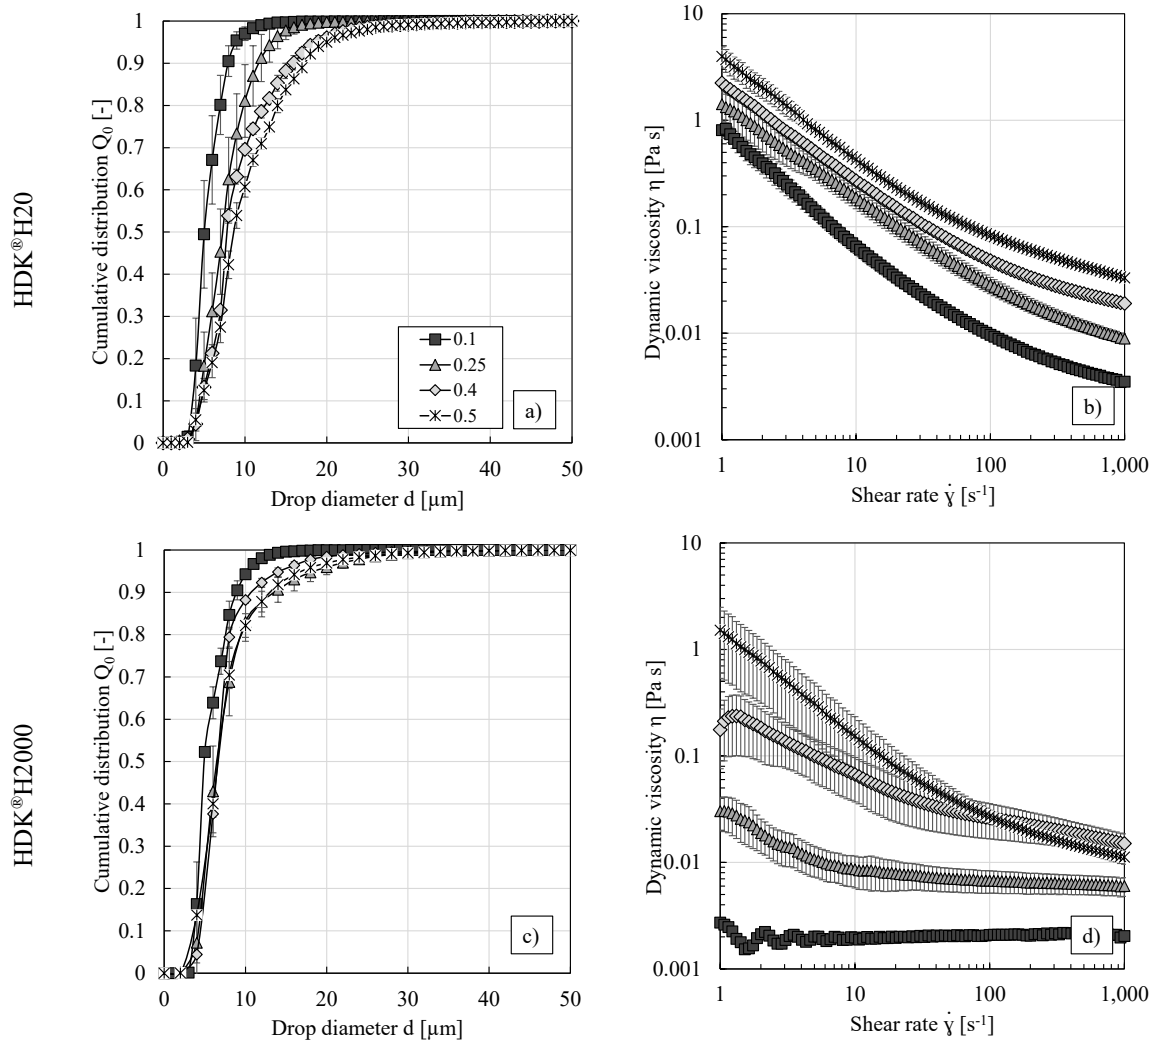 HDK®H20
Cumulative distribution Q0 [-]
1
0.9
0.8
0.7
0.6
0.5
0.4
0.3
0.2
0.1
0
0 10 20 30 40 50
Drop diameter d [µm]
0.1
0.25
0.4
0.5
a)
Dynamic viscosity η [Pa s]
10
1
0.1
0.01
0.001
1 10 100 1,000
Shear rate γ̇ [s-1]
b)
HDK®H2000
Cumulative distribution Q0 [-]
1
0.9
0.8
0.7
0.6
0.5
0.4
0.3
0.2
0.1
0
0 10 20 30 40 50
Drop diameter d [µm]
c)
Dynamic viscosity η [Pa s]
10
1
0.1
0.01
0.001
1 10 100 1,000
Shear rate γ̇ [s-1]
d)